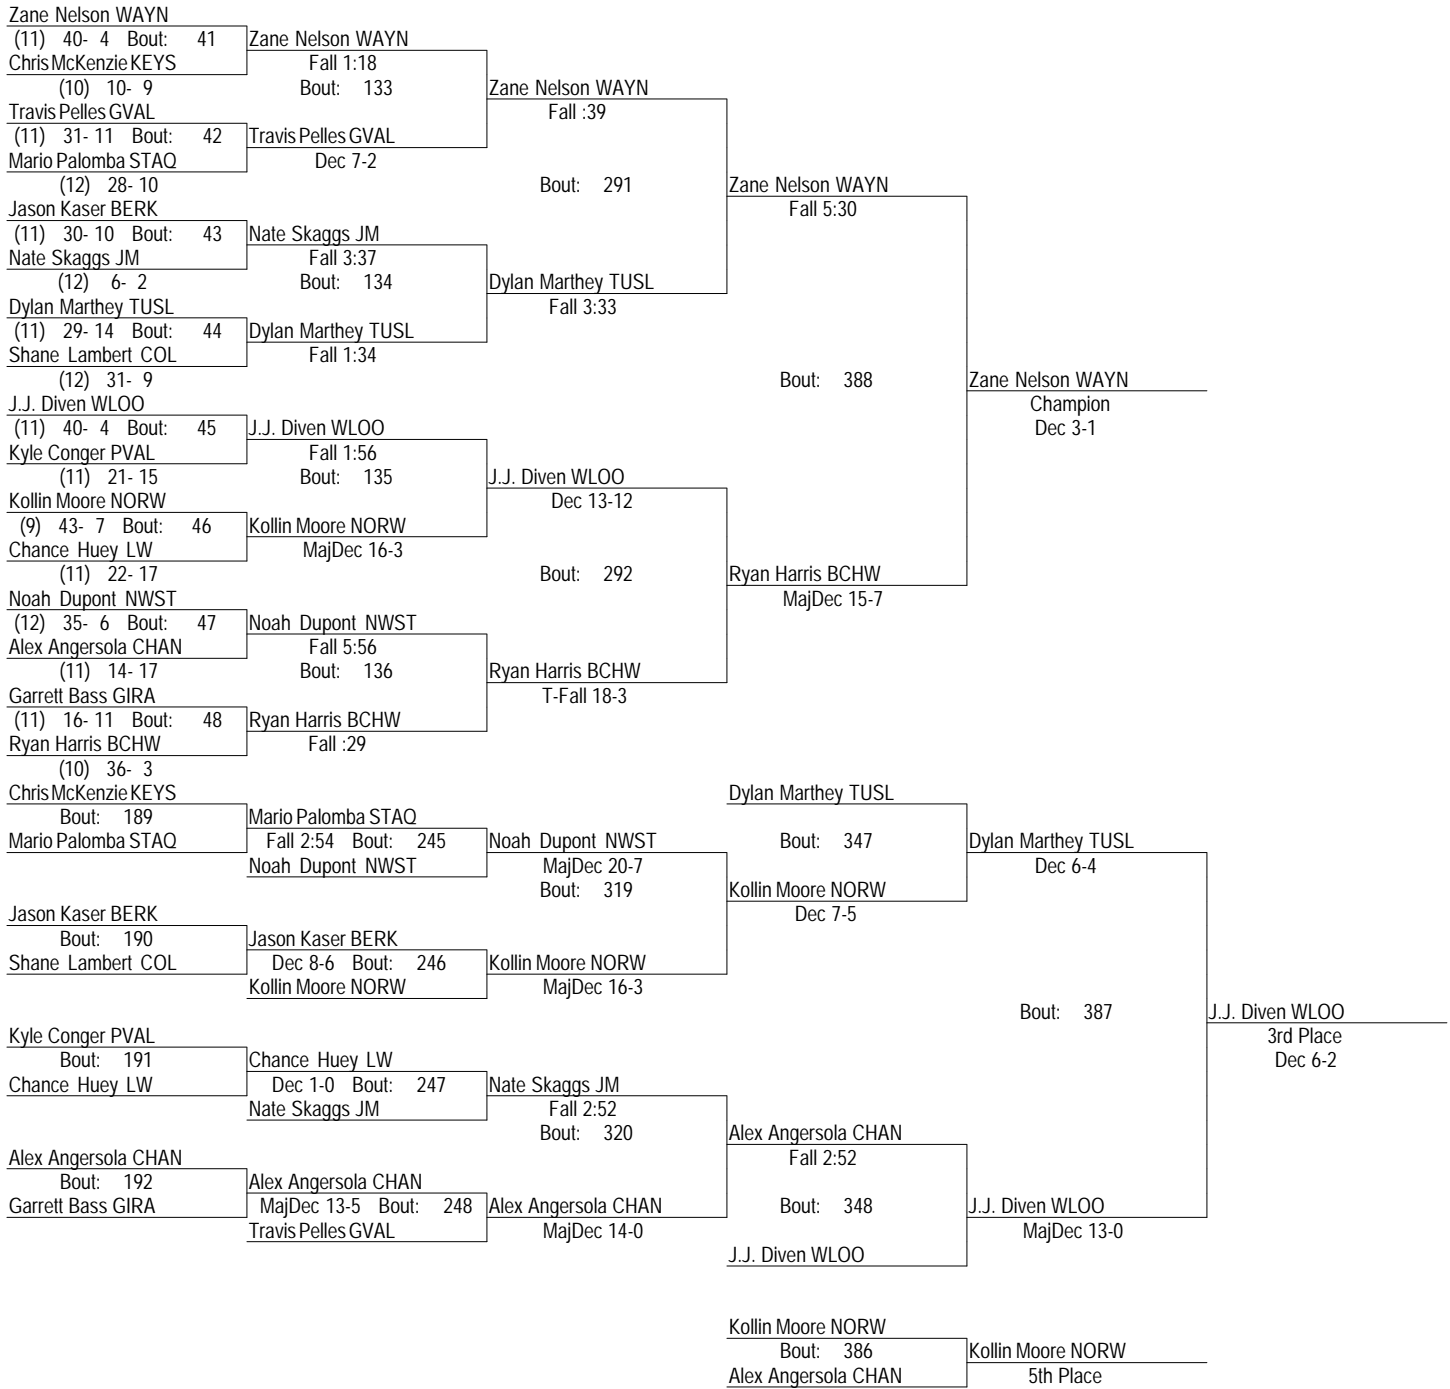 Zane Nelson WAYN
(11) 40- 4 Bout: 41 Zane Nelson WAYN
Chris McKenzie KEYS Fall 1:18
(10) 10- 9 Bout: 133 Zane Nelson WAYN
Travis Pelles GVAL Fall :39
(11) 31- 11 Bout: 42 Travis Pelles GVAL
Mario Palomba STAQ Dec 7-2
(12) 28- 10 Bout: 291 Zane Nelson WAYN
Jason Kaser BERK Fall 5:30
(11) 30- 10 Bout: 43 Nate Skaggs JM
Nate Skaggs JM Fall 3:37
(12) 6- 2 Bout: 134 Dylan Marthey TUSL
Dylan Marthey TUSL Fall 3:33
(11) 29- 14 Bout: 44 Dylan Marthey TUSL
Shane Lambert COL Fall 1:34
(12) 31- 9 Bout: 388 Zane Nelson WAYN
J.J. Diven WLOO Champion
(11) 40- 4 Bout: 45 J.J. Diven WLOO Dec 3-1
Kyle Conger PVAL Fall 1:56
(11) 21- 15 Bout: 135 J.J. Diven WLOO
Kollin Moore NORW Dec 13-12
(9) 43- 7 Bout: 46 Kollin Moore NORW
Chance Huey LW MajDec 16-3
(11) 22- 17 Bout: 292 Ryan Harris BCHW
Noah Dupont NWST MajDec 15-7
(12) 35- 6 Bout: 47 Noah Dupont NWST
Alex Angersola CHAN Fall 5:56
(11) 14- 17 Bout: 136 Ryan Harris BCHW
Garrett Bass GIRA T-Fall 18-3
(11) 16- 11 Bout: 48 Ryan Harris BCHW
Ryan Harris BCHW Fall :29
(10) 36- 3
Chris McKenzie KEYS Dylan Marthey TUSL
Bout: 189 Mario Palomba STAQ
Mario Palomba STAQ Fall 2:54 Bout: 245 Noah Dupont NWST Bout: 347 Dylan Marthey TUSL
Noah Dupont NWST MajDec 20-7 Dec 6-4
Bout: 319 Kollin Moore NORW
Jason Kaser BERK Dec 7-5
Bout: 190 Jason Kaser BERK
Shane Lambert COL Dec 8-6 Bout: 246 Kollin Moore NORW
Kollin Moore NORW MajDec 16-3
Bout: 387 J.J. Diven WLOO
Kyle Conger PVAL 3rd Place
Bout: 191 Chance Huey LW Dec 6-2
Chance Huey LW Dec 1-0 Bout: 247 Nate Skaggs JM
Nate Skaggs JM Fall 2:52
Bout: 320 Alex Angersola CHAN
Alex Angersola CHAN Fall 2:52
Bout: 192 Alex Angersola CHAN
Garrett Bass GIRA MajDec 13-5 Bout: 248 Alex Angersola CHAN Bout: 348 J.J. Diven WLOO
Travis Pelles GVAL MajDec 14-0 MajDec 13-0
J.J. Diven WLOO
Kollin Moore NORW
Bout: 386 Kollin Moore NORW
Alex Angersola CHAN 5th Place